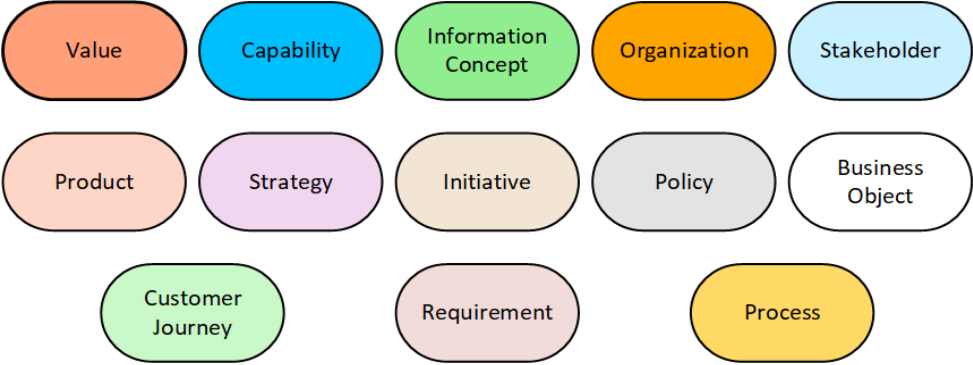 Value
Capability
Information
Concept
Organization
Stakeholder
Product
Strategy
Initiative
Policy
Business
Object
Customer
Journey
Requirement
Process